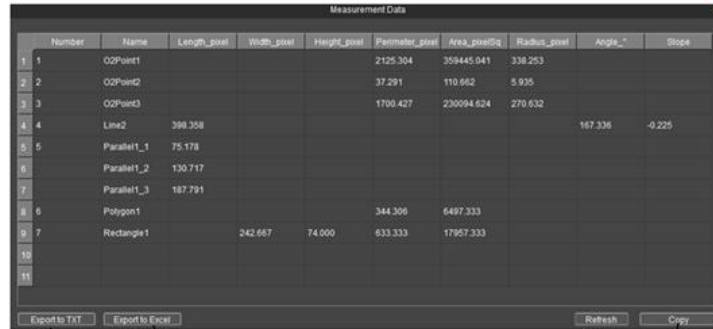 Measurement Data
Number Name Length_pixel Width_pixel Height_pixel Perimeter_pixel Area_pixelSq Radius_pixel Angle_° Slope
1 1 O2Point1 2125.304 359445.041 338.253
2 2 O2Point2 37.291 110.662 5.935
3 3 O2Point3 1700.427 230094.624 270.632
4 4 Line2 398.358 167.336 -0.225
5 5 Parallel1_1 75.178
6 Parallel1_2 130.717
7 Parallel1_3 187.791
8 6 Polygon1 344.306 6497.333
9 7 Rectangle1 242.667 74.000 633.333 17957.333
10
11
Export to TXT Export to Excel Refresh Copy